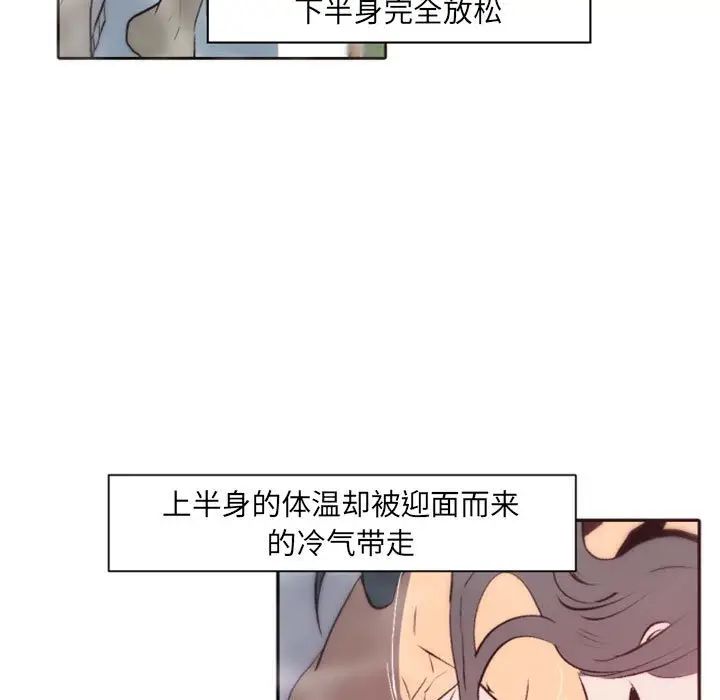 下半身完全放松
上半身的体温却被迎面而来
的冷气带走